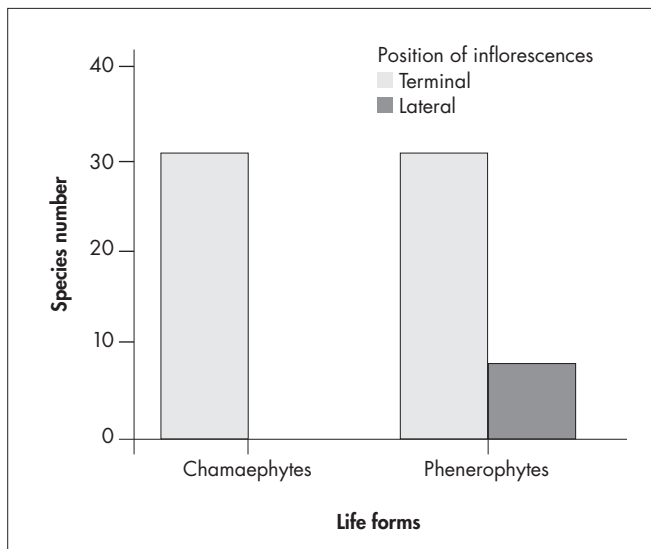 Position of inflorescences
Terminal
Lateral
Species number
40
30
20
10
0
Chamaephytes
Phenerophytes
Life forms